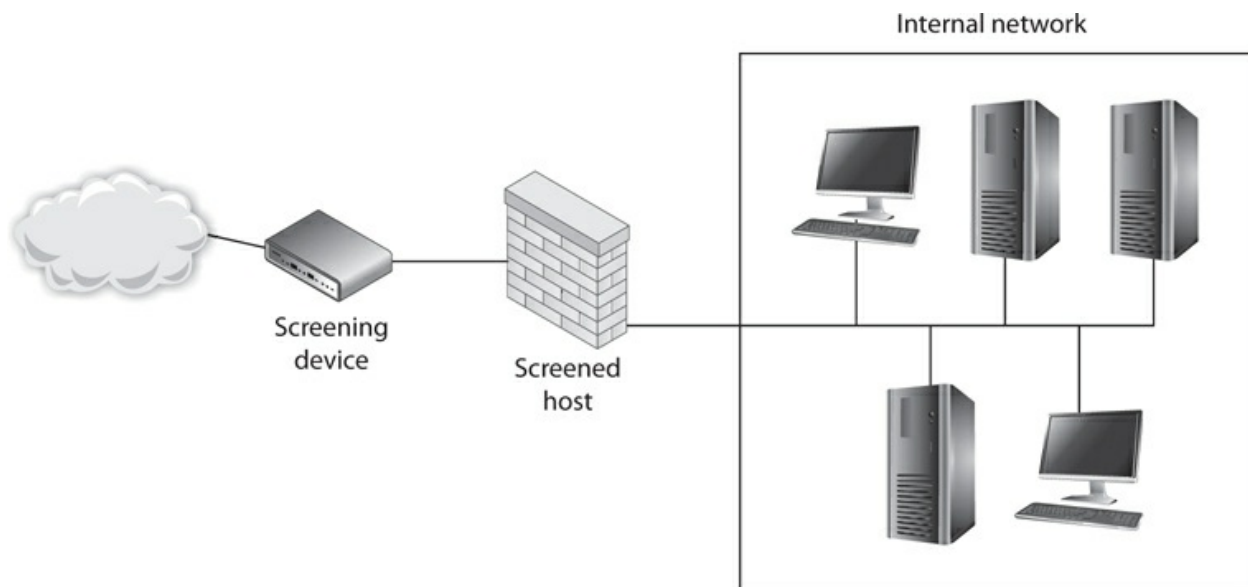 Internal network
Screening
device
Screened
host